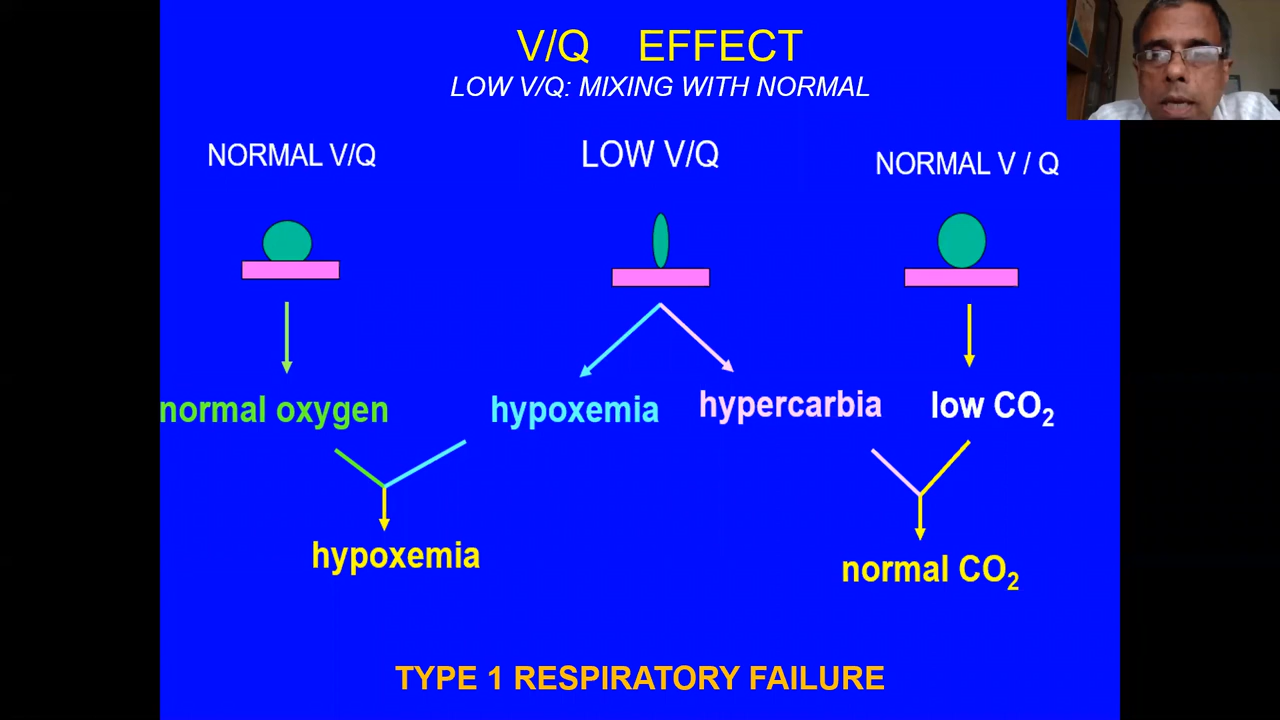 V/Q EFFECT
LOW V/Q: MIXING WITH NORMAL
NORMAL V/Q
LOW V/Q
NORMAL V / Q
normal oxygen
hypoxemia
hypercarbia
low CO₂
hypoxemia
normal CO₂
TYPE 1 RESPIRATORY FAILURE